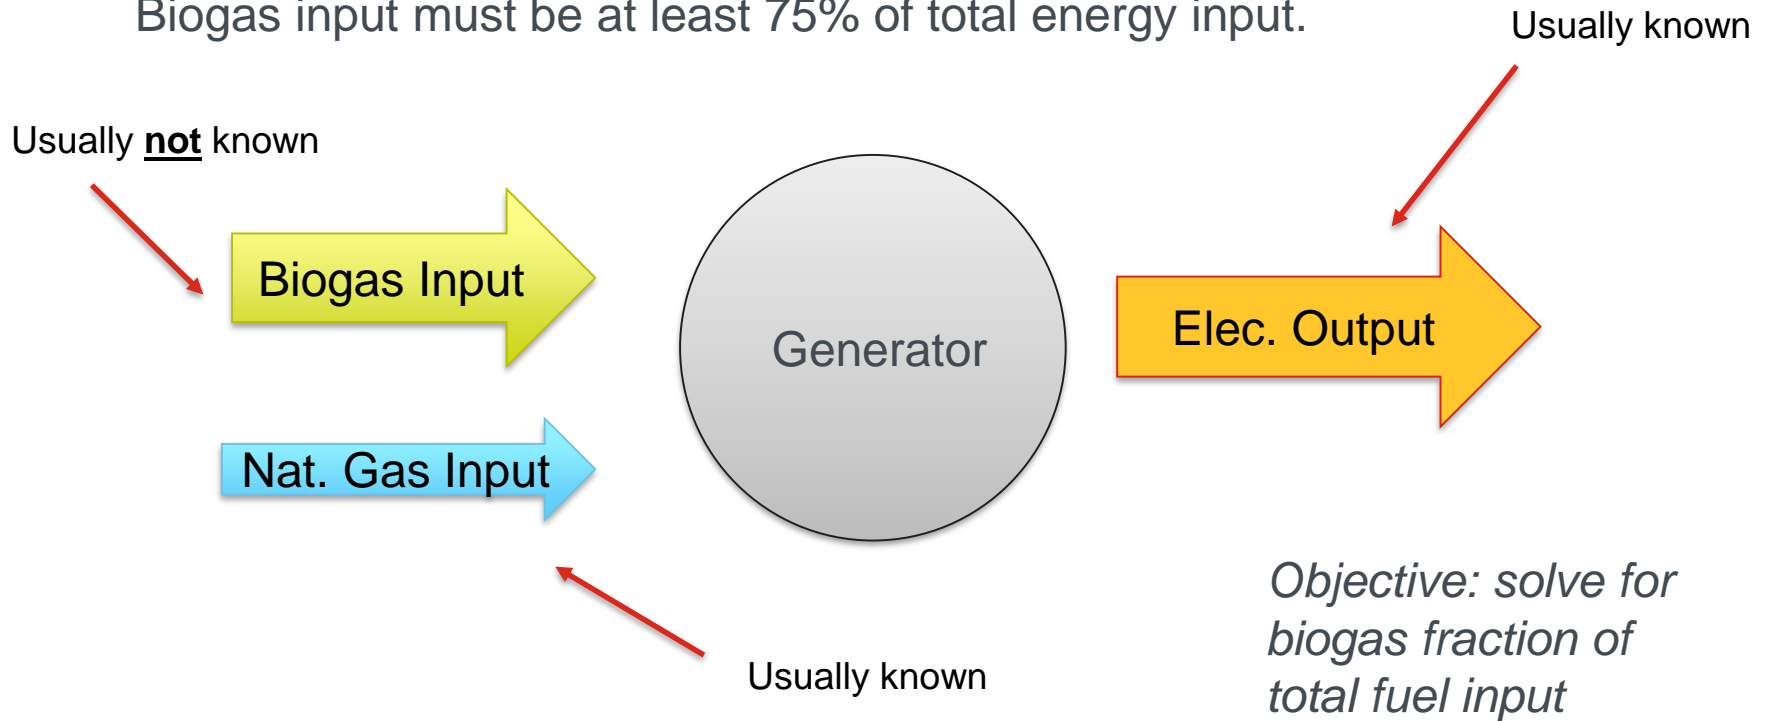 Biogas input must be at least 75% of total energy input.
Usually known
Usually not known
Biogas Input
Generator
Elec. Output
Nat. Gas Input
Usually known
Objective: solve for
biogas fraction of
total fuel input